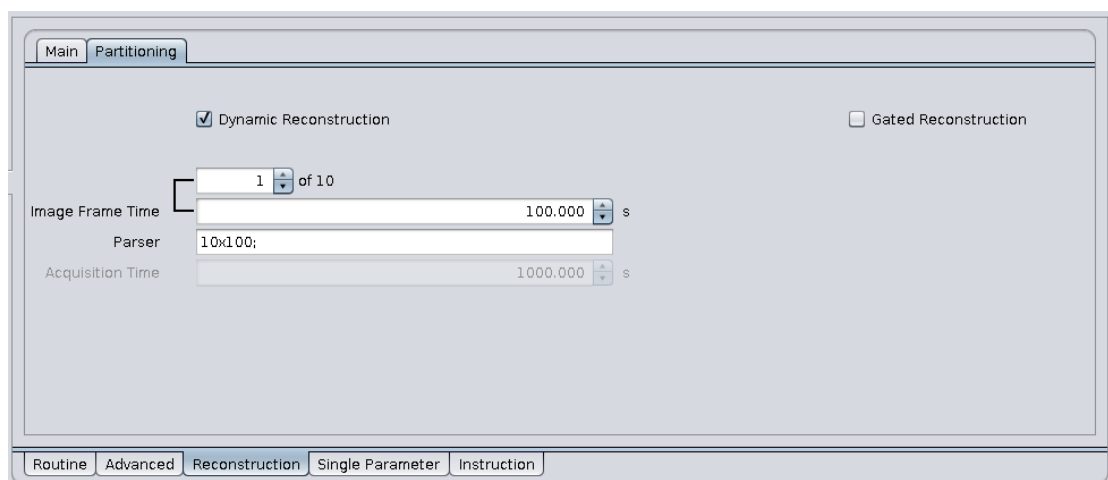 Main Partitioning
Dynamic Reconstruction Gated Reconstruction
1 of 10
Image Frame Time 100.000 s
Parser 10x100;
Acquisition Time 1000.000 s
Routine Advanced Reconstruction Single Parameter Instruction